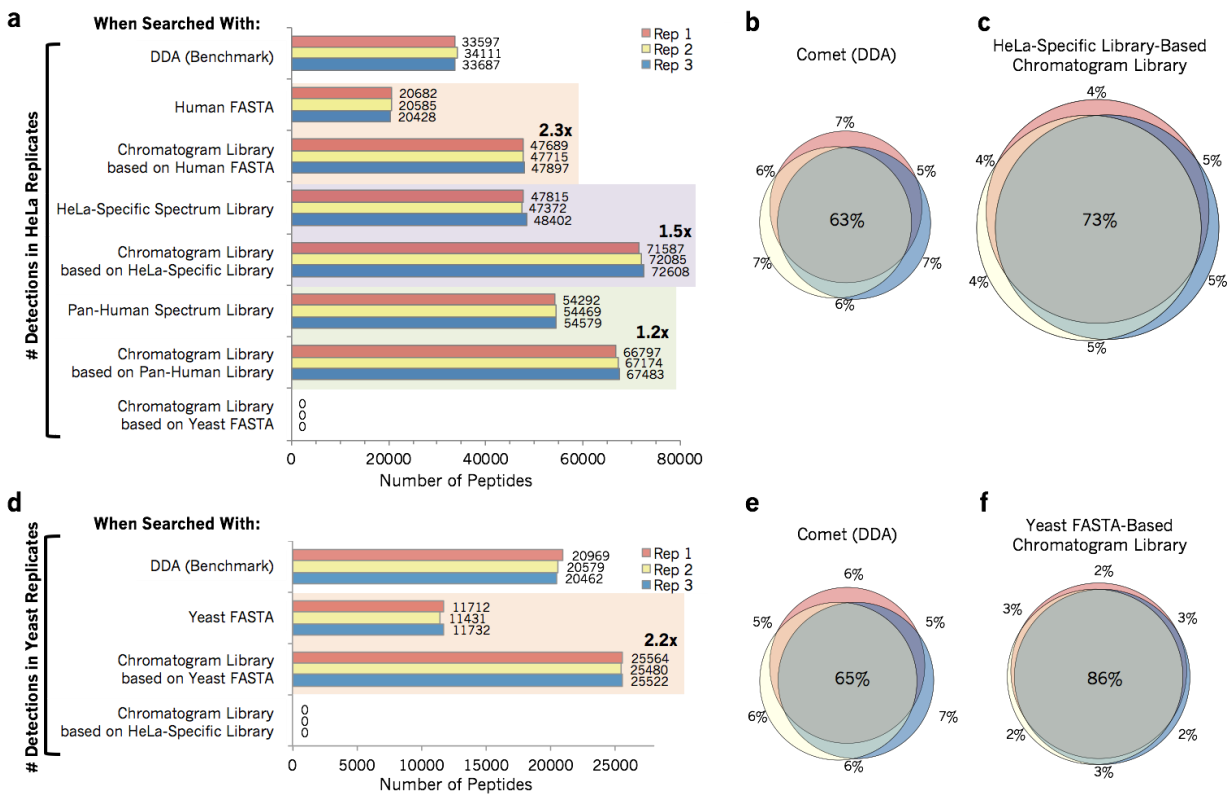 a
When Searched With:
# Detections in HeLa Replicates
DDA (Benchmark)
33597
34111
33687
Rep 1
Rep 2
Rep 3
Human FASTA
20682
20585
20428
2.3x
Chromatogram Library
based on Human FASTA
47689
47715
47897
HeLa-Specific Spectrum Library
47815
47372
48402
1.5x
Chromatogram Library
based on HeLa-Specific Library
71587
72085
72608
Pan-Human Spectrum Library
54292
54469
54579
1.2x
Chromatogram Library
based on Pan-Human Library
66797
67174
67483
Chromatogram Library
based on Yeast FASTA
0
0
0
0 20000 40000 60000 80000
Number of Peptides
b
Comet (DDA)
7%
6% 5%
63%
7% 7%
6%
c
HeLa-Specific Library-Based
Chromatogram Library
4%
4% 5%
73%
4% 5%
5%
d
When Searched With:
# Detections in Yeast Replicates
DDA (Benchmark)
20969
20579
20462
Rep 1
Rep 2
Rep 3
Yeast FASTA
11712
11431
11732
2.2x
Chromatogram Library
based on Yeast FASTA
25564
25480
25522
Chromatogram Library
based on HeLa-Specific Library
0
0
0
0 5000 10000 15000 20000 25000
Number of Peptides
e
Comet (DDA)
6%
5% 5%
65%
6% 7%
6%
f
Yeast FASTA-Based
Chromatogram Library
2%
3% 3%
86%
2% 2%
3%